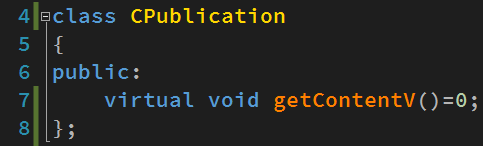 4 class CPublication
5 {
6 public:
7     virtual void getContentV()=0;
8 };